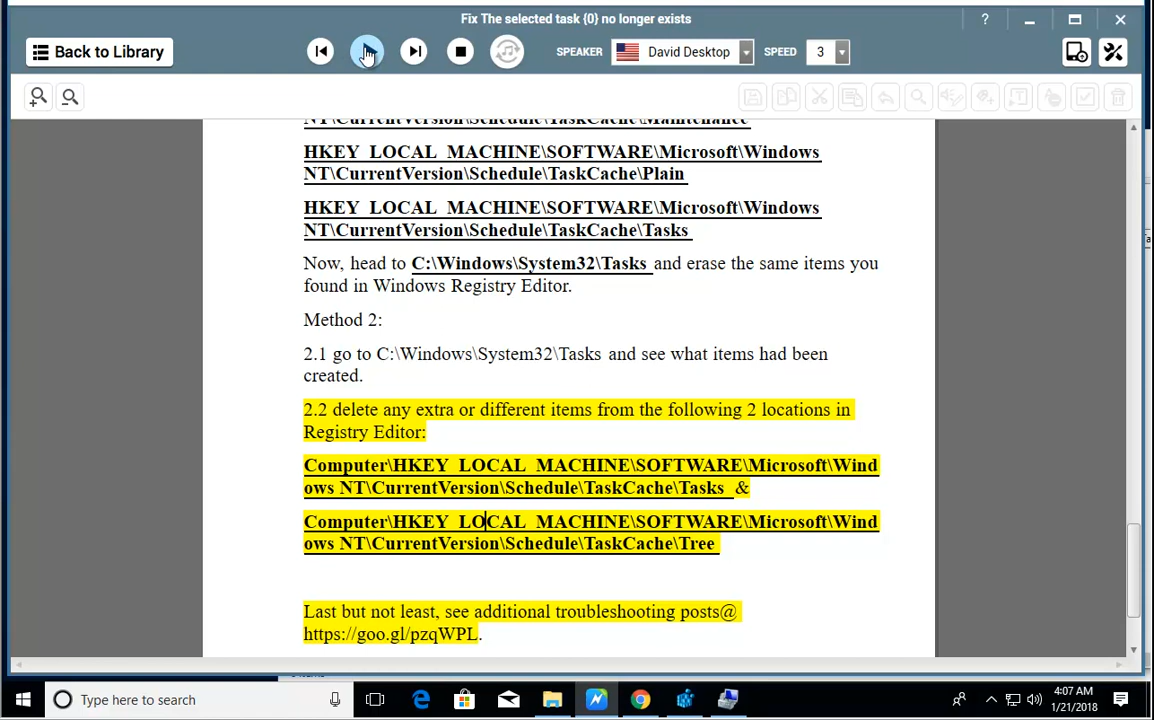 Fix The selected task {0} no longer exists
?
Back to Library
SPEAKER David Desktop SPEED 3
NT\CurrentVersion\Schedule\TaskCache\Maintenance
HKEY_LOCAL_MACHINE\SOFTWARE\Microsoft\Windows
NT\CurrentVersion\Schedule\TaskCache\Plain
HKEY_LOCAL_MACHINE\SOFTWARE\Microsoft\Windows
NT\CurrentVersion\Schedule\TaskCache\Tasks
Now, head to C:\Windows\System32\Tasks and erase the same items you
found in Windows Registry Editor.
Method 2:
2.1 go to C:\Windows\System32\Tasks and see what items had been
created.
2.2 delete any extra or different items from the following 2 locations in
Registry Editor:
Computer\HKEY_LOCAL_MACHINE\SOFTWARE\Microsoft\Wind
ows NT\CurrentVersion\Schedule\TaskCache\Tasks &
Computer\HKEY_LOCAL_MACHINE\SOFTWARE\Microsoft\Wind
ows NT\CurrentVersion\Schedule\TaskCache\Tree
Last but not least, see additional troubleshooting posts@
https://goo.gl/pzqWPL.
Type here to search
4:07 AM
1/21/2018